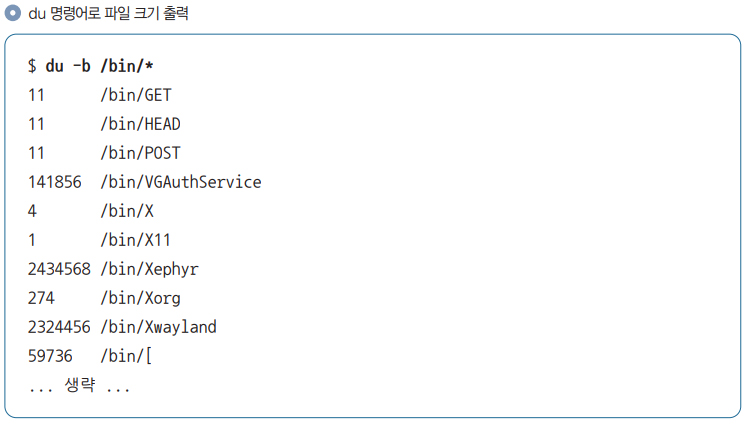 du 명령어로 파일 크기 출력
$ du -b /bin/*
11 /bin/GET
11 /bin/HEAD
11 /bin/POST
141856 /bin/VGAuthService
4 /bin/X
1 /bin/X11
2434568 /bin/Xephyr
274 /bin/Xorg
2324456 /bin/Xwayland
59736 /bin/[
... 생략 ...